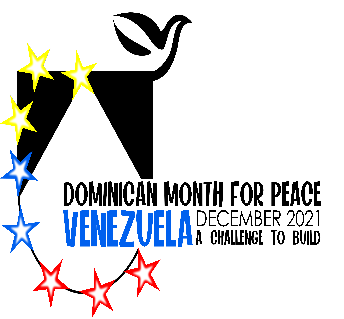 DOMINICAN MONTH FOR PEACE
VENEZUELA DECEMBER 2021
A CHALLENGE TO BUILD